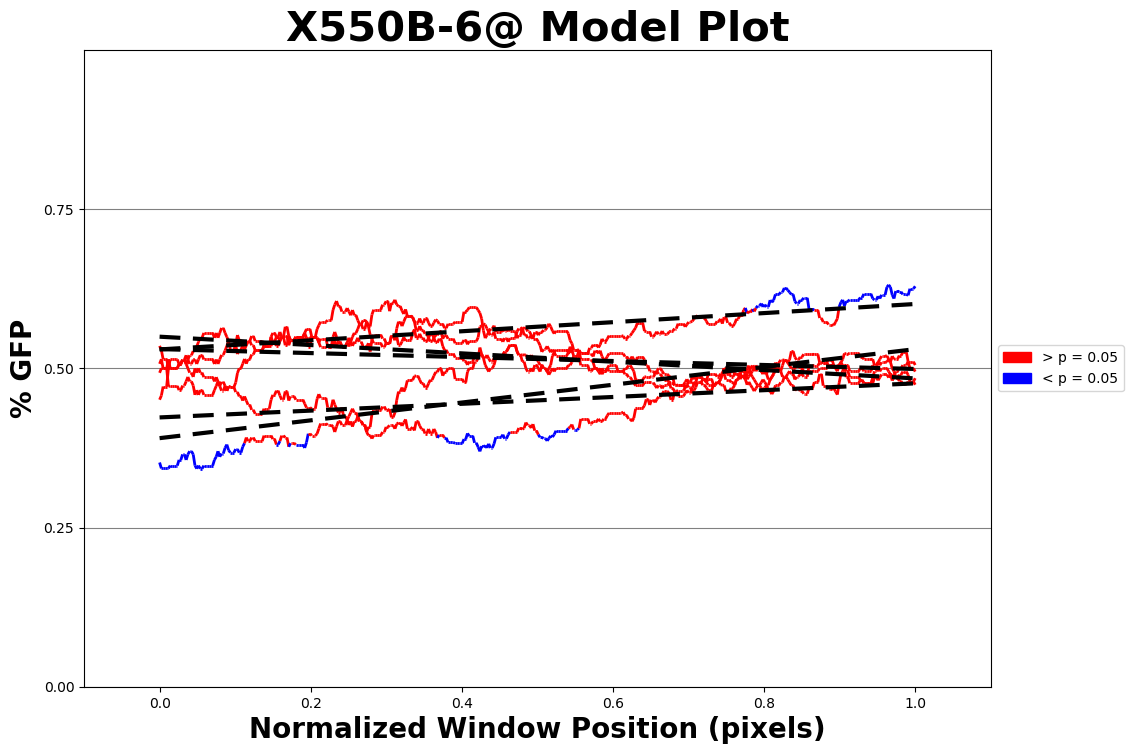 X550B-6@ Model Plot
% GFP
0.75
0.50
0.25
0.00
0.0 0.2 0.4 0.6 0.8 1.0
Normalized Window Position (pixels)
> p = 0.05
< p = 0.05